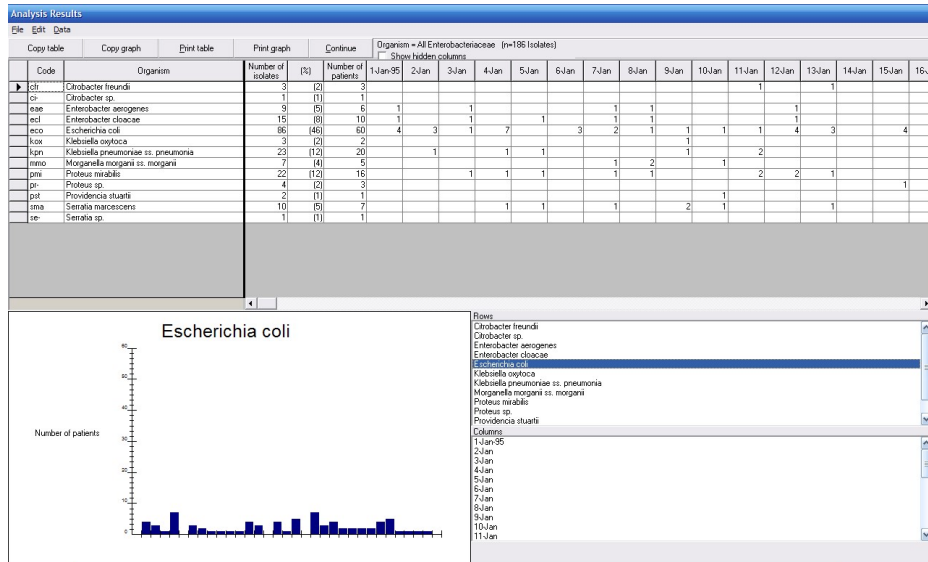 Analysis Results
File Edit Data
Copy table Copy graph Print table Print graph Continue Organism = All Enterobacteriaceae (n=186 Isolates)
Show hidden columns
Code Organism Number of isolates (%) Number of patients 1-Jan-95 2-Jan 3-Jan 4-Jan 5-Jan 6-Jan 7-Jan 8-Jan 9-Jan 10-Jan 11-Jan 12-Jan 13-Jan 14-Jan 15-Jan 16-
cfr Citrobacter freundii 3 (2) 3 1 1
ci- Citrobacter sp. 1 (1) 1
eae Enterobacter aerogenes 9 (5) 6 1 1 1 1 1
ecl Enterobacter cloacae 15 (8) 10 1 1 1 1 1 1
eco Escherichia coli 86 (46) 60 4 3 1 7 3 2 1 1 1 1 4 3 4
kox Klebsiella oxytoca 3 (2) 2 1
kpn Klebsiella pneumoniae ss. pneumonia 23 (12) 20 1 1 1 1 2
mmo Morganella morganii ss. morganii 7 (4) 5 1 2 1
pmi Proteus mirabilis 22 (12) 16 1 1 1 1 1 2 2 1
pr- Proteus sp. 4 (2) 3 1
pst Providencia stuartii 2 (1) 1 1
sma Serratia marcescens 10 (5) 7 1 1 1 2 1 1
se- Serratia sp. 1 (1) 1
Escherichia coli
60
50
40
30
20
10
0
Number of patients
Rows
Citrobacter freundii
Citrobacter sp.
Enterobacter aerogenes
Enterobacter cloacae
Escherichia coli
Klebsiella oxytoca
Klebsiella pneumoniae ss. pneumonia
Morganella morganii ss. morganii
Proteus mirabilis
Proteus sp.
Providencia stuartii
Columns
1-Jan-95
2-Jan
3-Jan
4-Jan
5-Jan
6-Jan
7-Jan
8-Jan
9-Jan
10-Jan
11-Jan